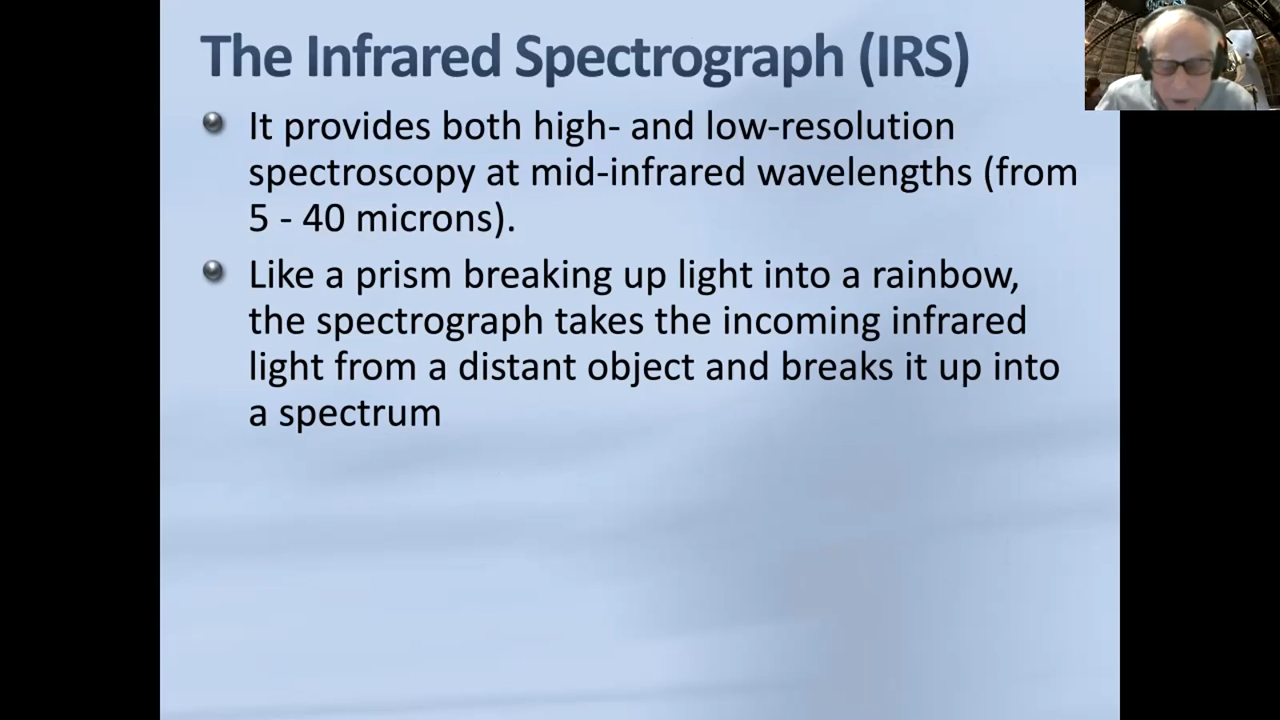 The Infrared Spectrograph (IRS)
It provides both high- and low-resolution
spectroscopy at mid-infrared wavelengths (from
5 - 40 microns).
Like a prism breaking up light into a rainbow,
the spectrograph takes the incoming infrared
light from a distant object and breaks it up into
a spectrum